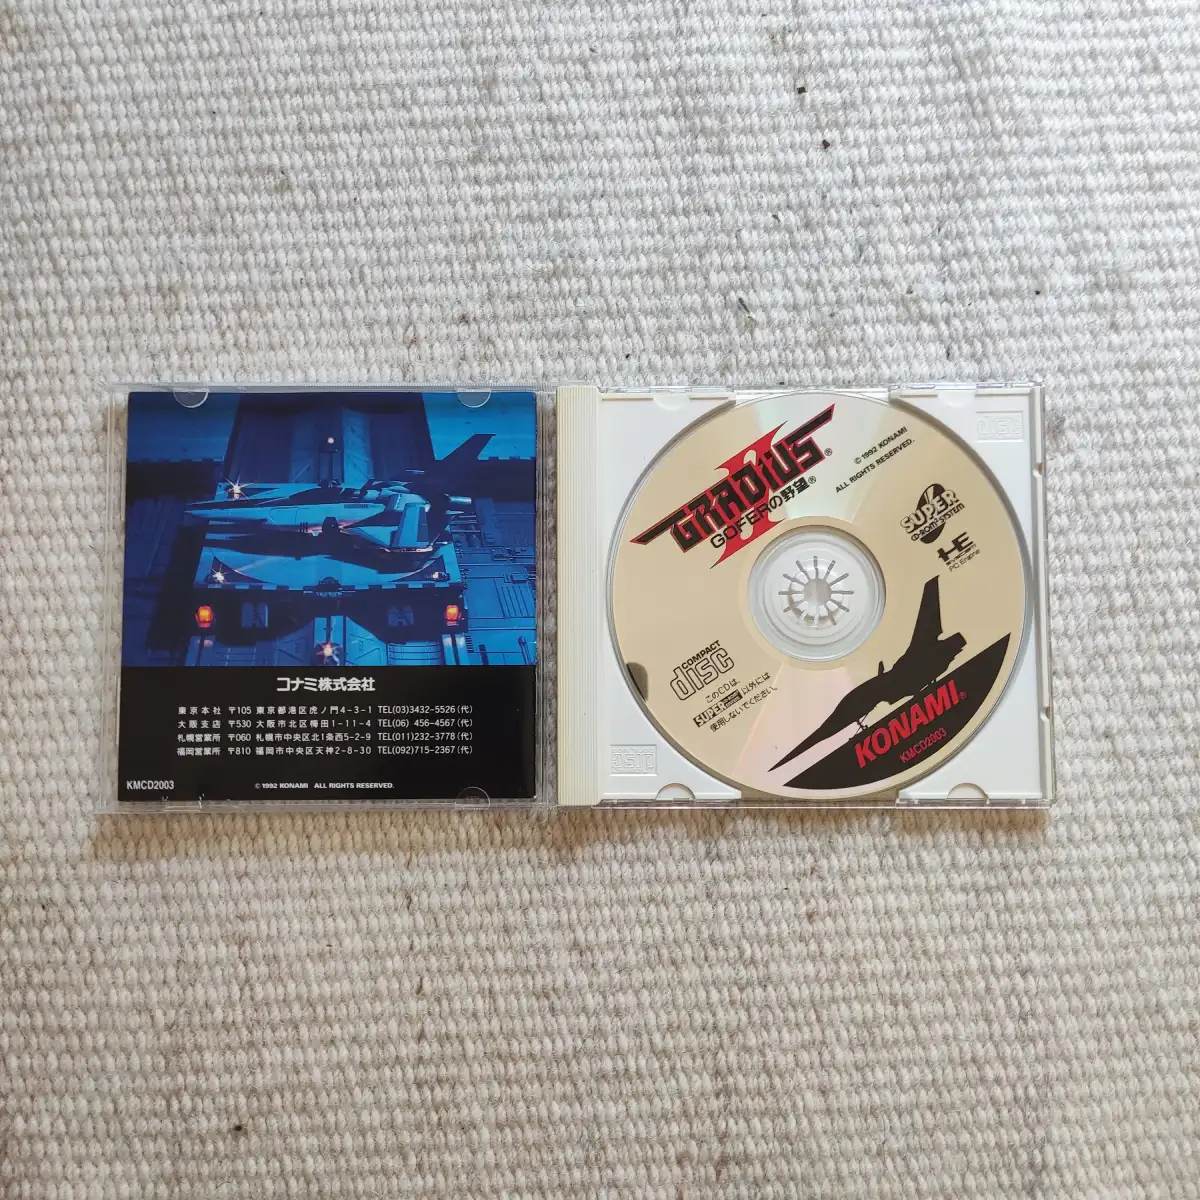 コナミ株式会社
東京本社 〒105 東京都港区虎ノ門4-3-1 TEL(03)3432-5526(代)
大阪支店 〒530 大阪市北区梅田1-11-4 TEL(06) 456-4567(代)
札幌営業所 〒060 札幌市中央区北1条西5-2-9 TEL(011)232-3778(代)
福岡営業所 〒810 福岡市中央区天神2-8-30 TEL(092)715-2367(代)
KMCD2003
© 1992 KONAMI ALL RIGHTS RESERVED.
GRADIUS II®
GOFERの野望®
© 1992 KONAMI
ALL RIGHTS RESERVED.
SUPER
CD-ROM² SYSTEM
HE
SYSTEM
PC Engine
COMPACT
disc
このCDは、
SUPER 以外には
使用しないでください。
KONAMI®
KMCD2003
disc
disc